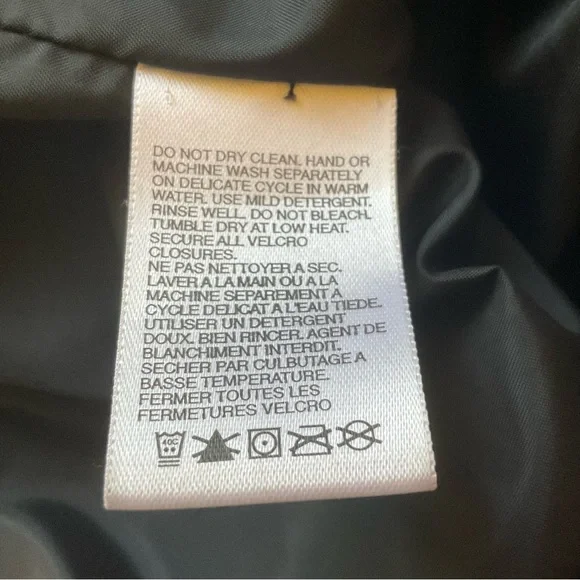 DO NOT DRY CLEAN. HAND OR
MACHINE WASH SEPARATELY
ON DELICATE CYCLE IN WARM
WATER. USE MILD DETERGENT.
RINSE WELL. DO NOT BLEACH.
TUMBLE DRY AT LOW HEAT.
SECURE ALL VELCRO
CLOSURES.
NE PAS NETTOYER A SEC.
LAVER A LA MAIN OU A LA
MACHINE SEPAREMENT À
CYCLE DELICAT A L'EAU TIEDE.
UTILISER UN DETERGENT
DOUX. BIEN RINCER. AGENT DE
BLANCHIMENT INTERDIT.
SECHER PAR CULBUTAGE A
BASSE TEMPERATURE.
FERMER TOUTES LES
FERMETURES VELCRO
40C